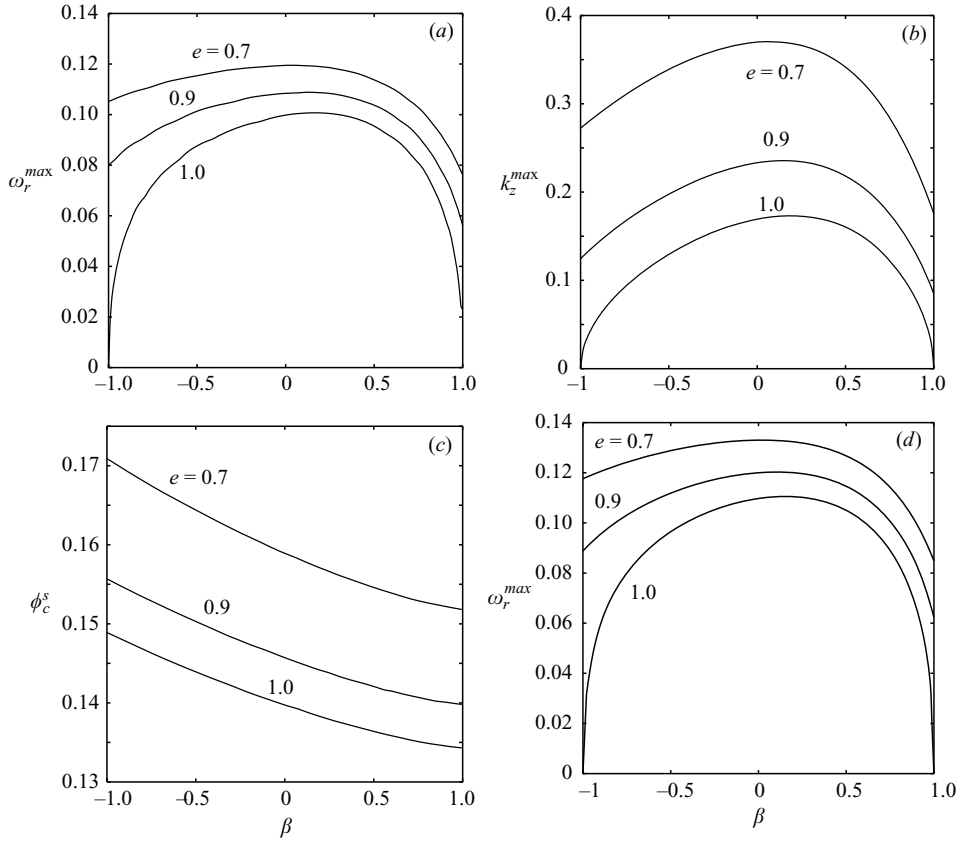 (a)
0.14
0.12
0.10
0.08
0.06
0.04
0.02
0
ω_r^max
e = 0.7
0.9
1.0
−1.0 −0.5 0 0.5 1.0
(b)
0.4
0.3
0.2
0.1
0
k_z^max
e = 0.7
0.9
1.0
−1 −0.5 0 0.5 1.0
(c)
0.17
0.16
0.15
0.14
0.13
ϕ_c^s
e = 0.7
0.9
1.0
−1.0 −0.5 0 0.5 1.0
β
(d)
0.14
0.12
0.10
0.08
0.06
0.04
0.02
0
ω_r^max
e = 0.7
0.9
1.0
−1 −0.5 0 0.5 1.0
β